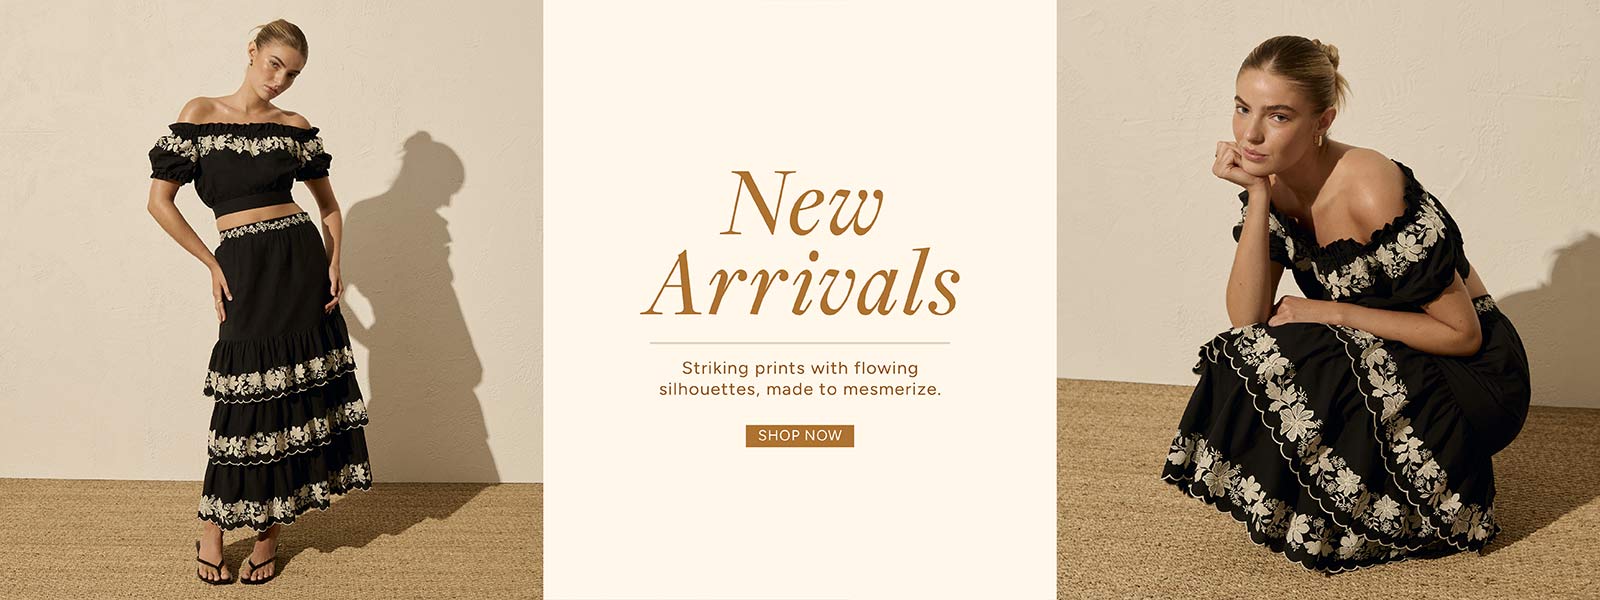 New
Arrivals
Striking prints with flowing
silhouettes, made to mesmerize.
SHOP NOW